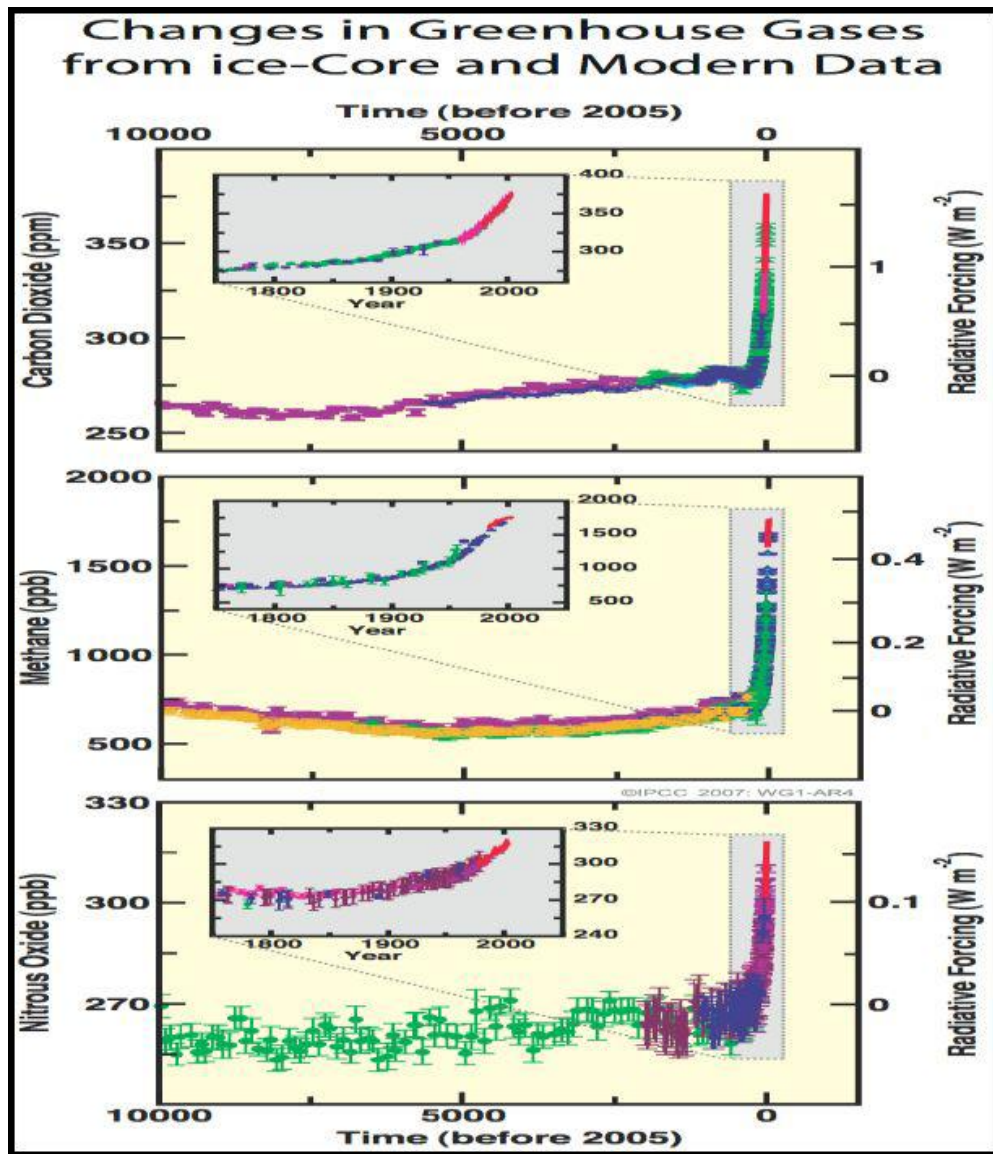 Changes in Greenhouse Gases
from ice-Core and Modern Data
Time (before 2005)
10000 5000 0
Carbon Dioxide (ppm)
350
300
250
400
350
300
1800 1900 2000
Year
1
0
Radiative Forcing (W m-2)
Methane (ppb)
2000
1500
1000
500
2000
1500
1000
500
1800 1900 2000
Year
0.4
0.2
0
Radiative Forcing (W m-2)
©IPCC 2007: WG1-AR4
Nitrous Oxide (ppb)
330
300
270
330
300
270
240
1800 1900 2000
Year
0.1
0
Radiative Forcing (W m-2)
10000 5000 0
Time (before 2005)